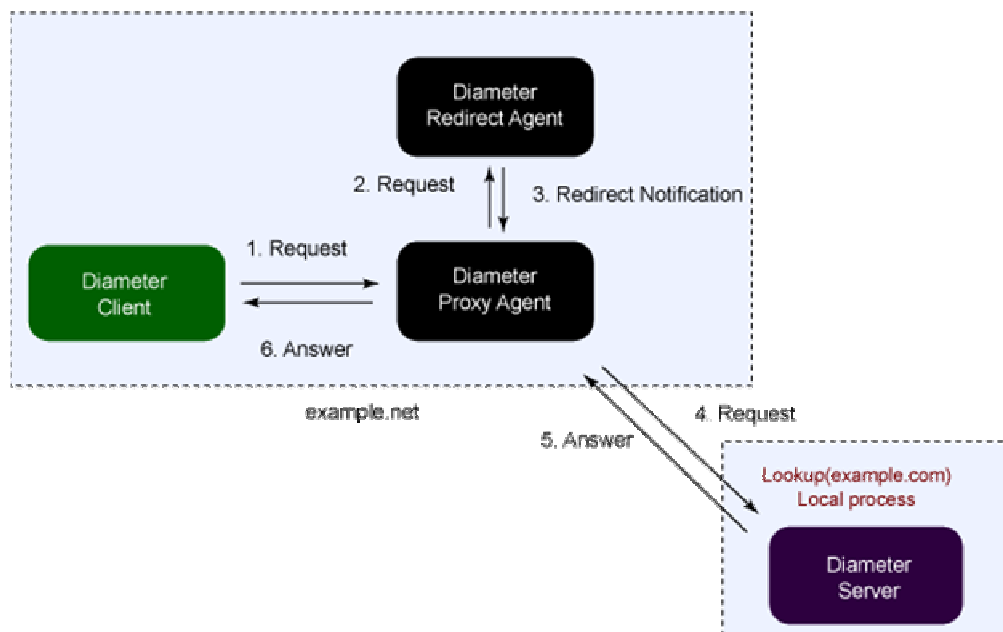 Diameter
Redirect Agent
2. Request
3. Redirect Notification
1. Request
Diameter
Client
Diameter
Proxy Agent
6. Answer
example.net
4. Request
5. Answer
Lookup(example.com)
Local process
Diameter
Server